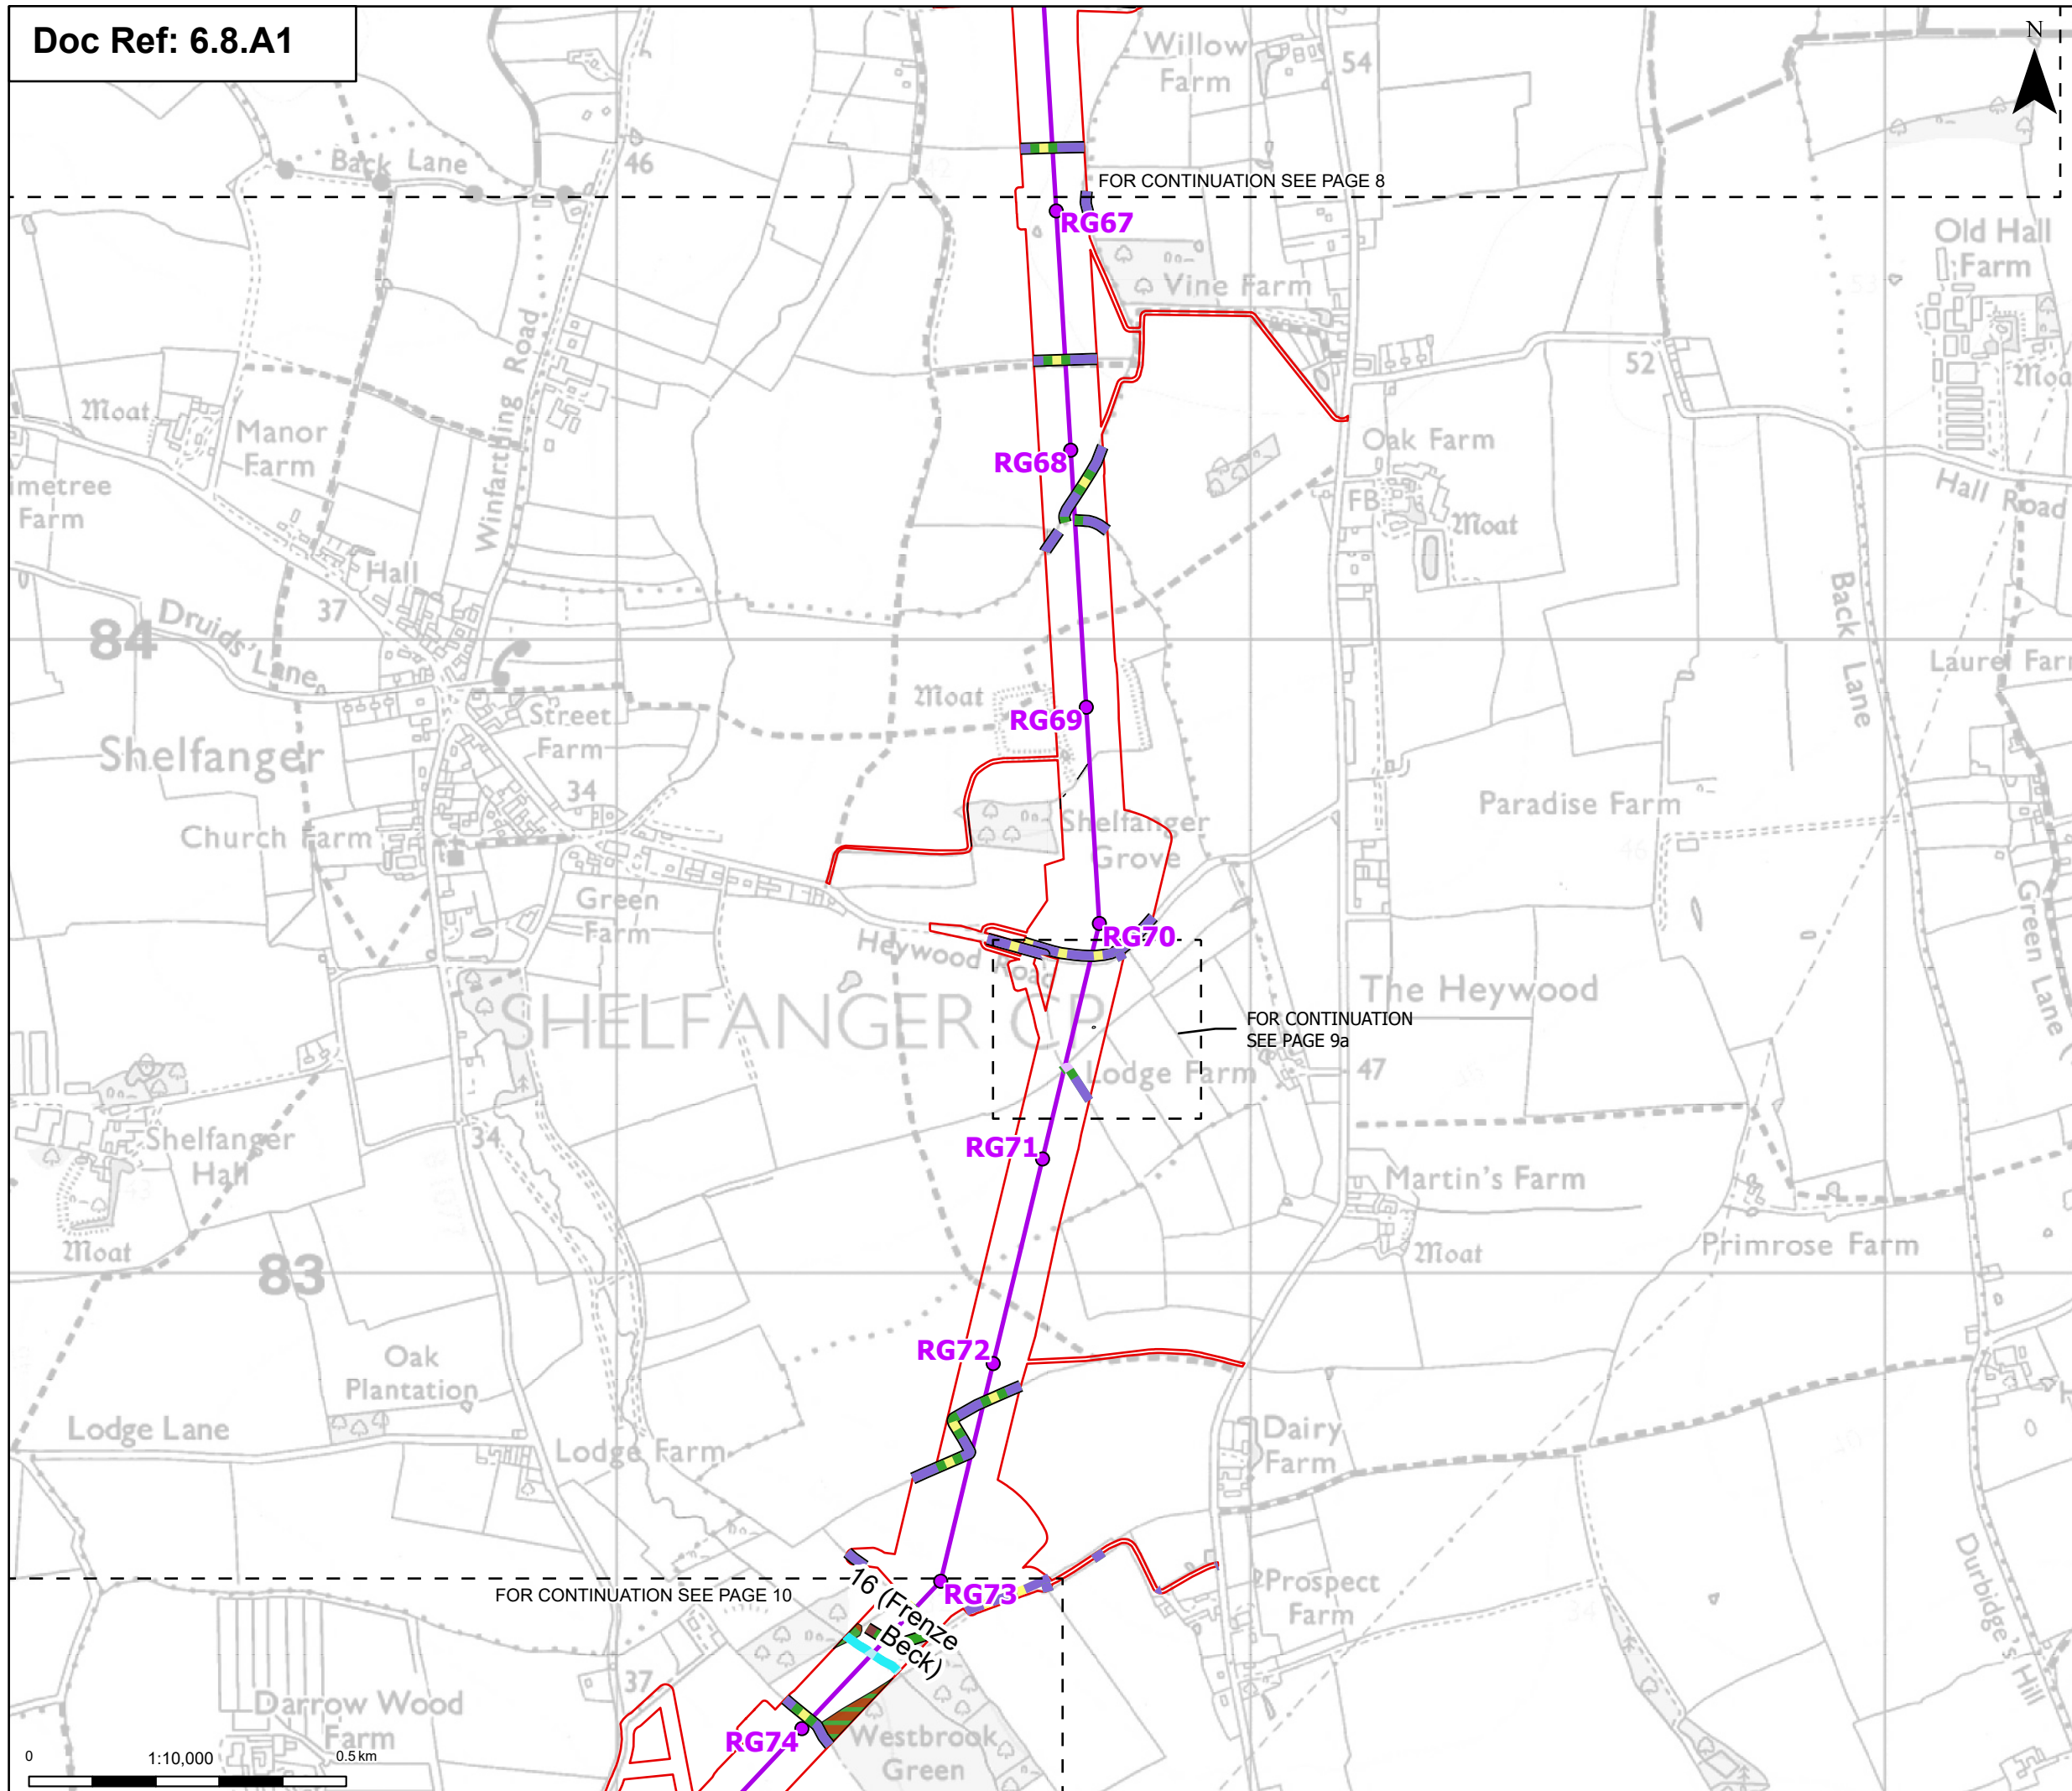 Doc Ref: 6.8.A1
N
Willow
Farm
54
Back Lane
46
42
FOR CONTINUATION SEE PAGE 8
RG67
Old Hall
Farm
53
Vine Farm
Winfarthing Road
52
Moat
Moa
Manor
Farm
imetree
Farm
RG68
Oak Farm
FB
Moat
Hall Road
Hall
37
Druids' Lane
84
Back Lane
Laurel Farm
Moat
RG69
Street
Farm
Shelfanger
34
Church Farm
Shelfanger
Grove
Paradise Farm
46
Green
Farm
Green Lane
RG70
Heywood Road
SHELFANGER CP
The Heywood
FOR CONTINUATION
SEE PAGE 9a
Lodge Farm
47
34
RG71
Shelfanger
Hall
43
Moat
Martin's Farm
Moat
Primrose Farm
83
RG72
Oak
Plantation
Lodge Lane
Lodge Farm
Dairy
Farm
FOR CONTINUATION SEE PAGE 10
RG73
16 (Frenze
Beck)
Prospect
Farm
34
Durbidge's Hill
37
Darrow Wood
Farm
RG74
Westbrook
Green
0
1:10,000
0.5 km